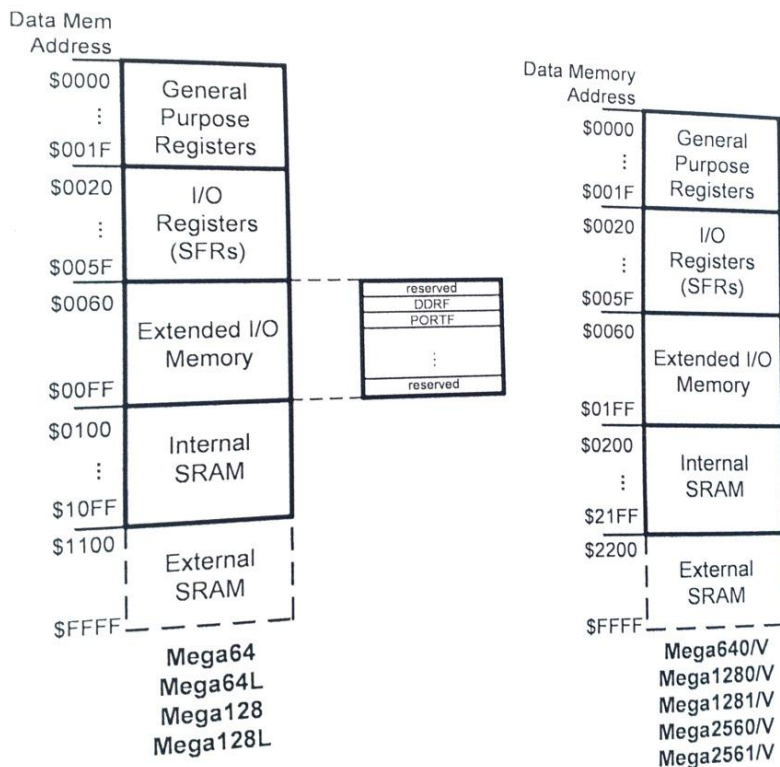 Data Mem
Address
$0000
⋮
$001F
General
Purpose
Registers
$0020
⋮
$005F
I/O
Registers
(SFRs)
$0060
$00FF
Extended I/O
Memory
$0100
⋮
$10FF
Internal
SRAM
$1100
$FFFF
External
SRAM
Mega64
Mega64L
Mega128
Mega128L
reserved
DDRF
PORTF
⋮
reserved
Data Memory
Address
$0000
⋮
$001F
General
Purpose
Registers
$0020
⋮
$005F
I/O
Registers
(SFRs)
$0060
$01FF
Extended I/O
Memory
$0200
⋮
$21FF
Internal
SRAM
$2200
$FFFF
External
SRAM
Mega640/V
Mega1280/V
Mega1281/V
Mega2560/V
Mega2561/V